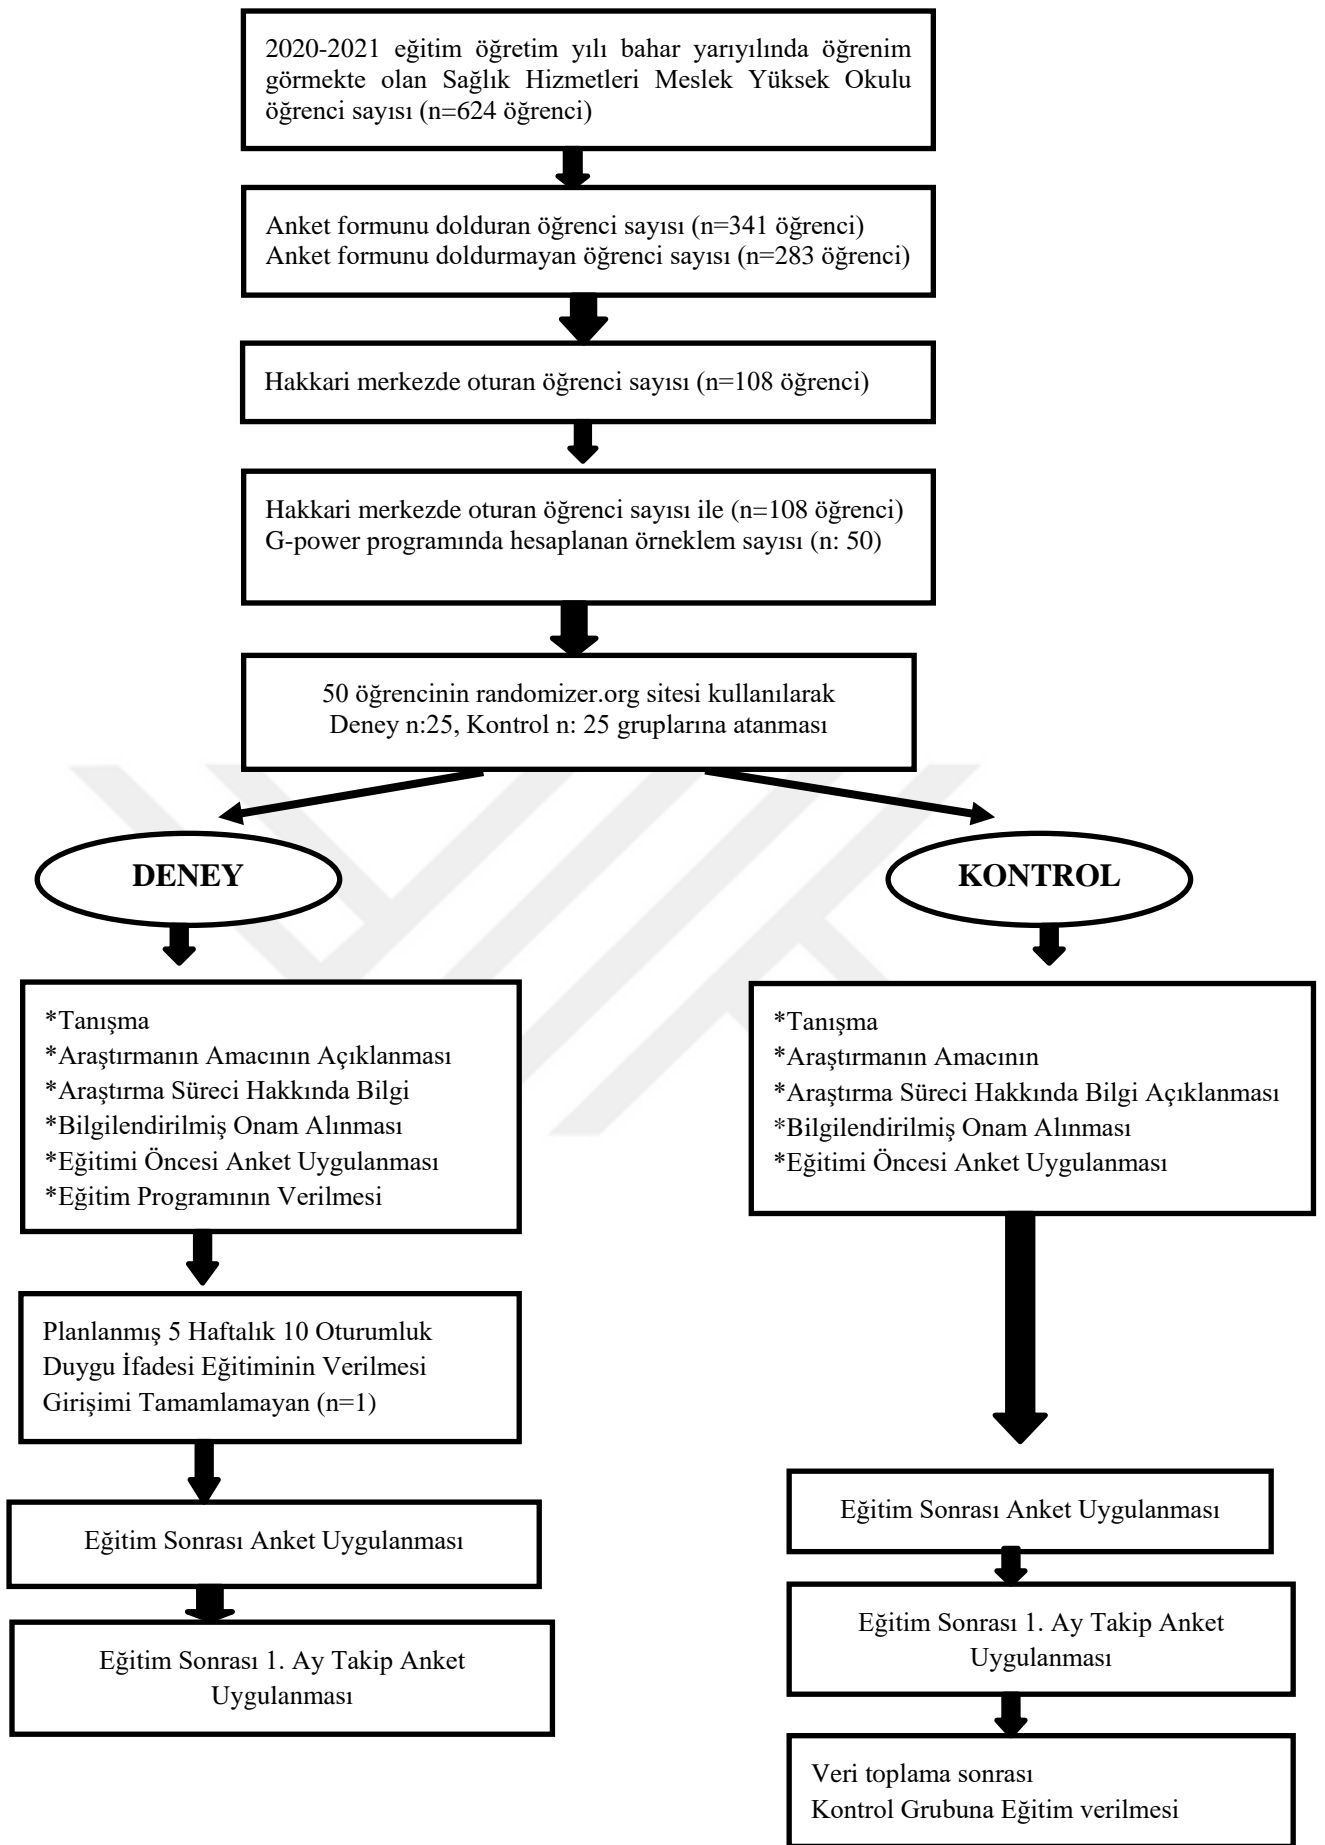 2020-2021 eğitim öğretim yılı bahar yarıyılında öğrenim
görmekte olan Sağlık Hizmetleri Meslek Yüksek Okulu
öğrenci sayısı (n=624 öğrenci)
Anket formunu dolduran öğrenci sayısı (n=341 öğrenci)
Anket formunu doldurmayan öğrenci sayısı (n=283 öğrenci)
Hakkari merkezde oturan öğrenci sayısı (n=108 öğrenci)
Hakkari merkezde oturan öğrenci sayısı ile (n=108 öğrenci)
G-power programında hesaplanan örneklem sayısı (n: 50)
50 öğrencinin randomizer.org sitesi kullanılarak
Deney n:25, Kontrol n: 25 gruplarına atanması
DENEY
*Tanışma
*Araştırmanın Amacının Açıklanması
*Araştırma Süreci Hakkında Bilgi
*Bilgilendirilmiş Onam Alınması
*Eğitimi Öncesi Anket Uygulanması
*Eğitim Programının Verilmesi
Planlanmış 5 Haftalık 10 Oturumluk
Duygu İfadesi Eğitiminin Verilmesi
Girişimi Tamamlamayan (n=1)
Eğitim Sonrası Anket Uygulanması
Eğitim Sonrası 1. Ay Takip Anket
Uygulanması
KONTROL
*Tanışma
*Araştırmanın Amacının
*Araştırma Süreci Hakkında Bilgi Açıklanması
*Bilgilendirilmiş Onam Alınması
*Eğitimi Öncesi Anket Uygulanması
Eğitim Sonrası Anket Uygulanması
Eğitim Sonrası 1. Ay Takip Anket
Uygulanması
Veri toplama sonrası
Kontrol Grubuna Eğitim verilmesi